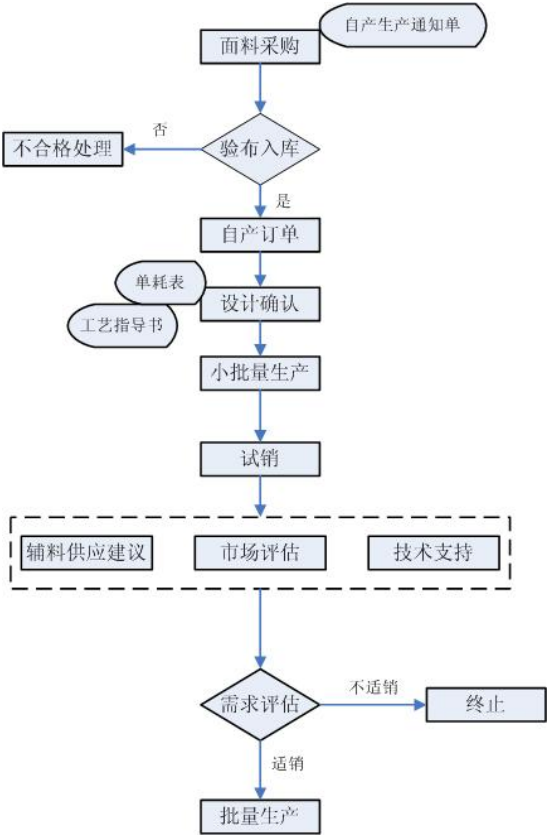 自产生产通知单
面料采购
否
不合格处理
验布入库
是
自产订单
单耗表
设计确认
工艺指导书
小批量生产
试销
辅料供应建议
市场评估
技术支持
不适销
需求评估
终止
适销
批量生产